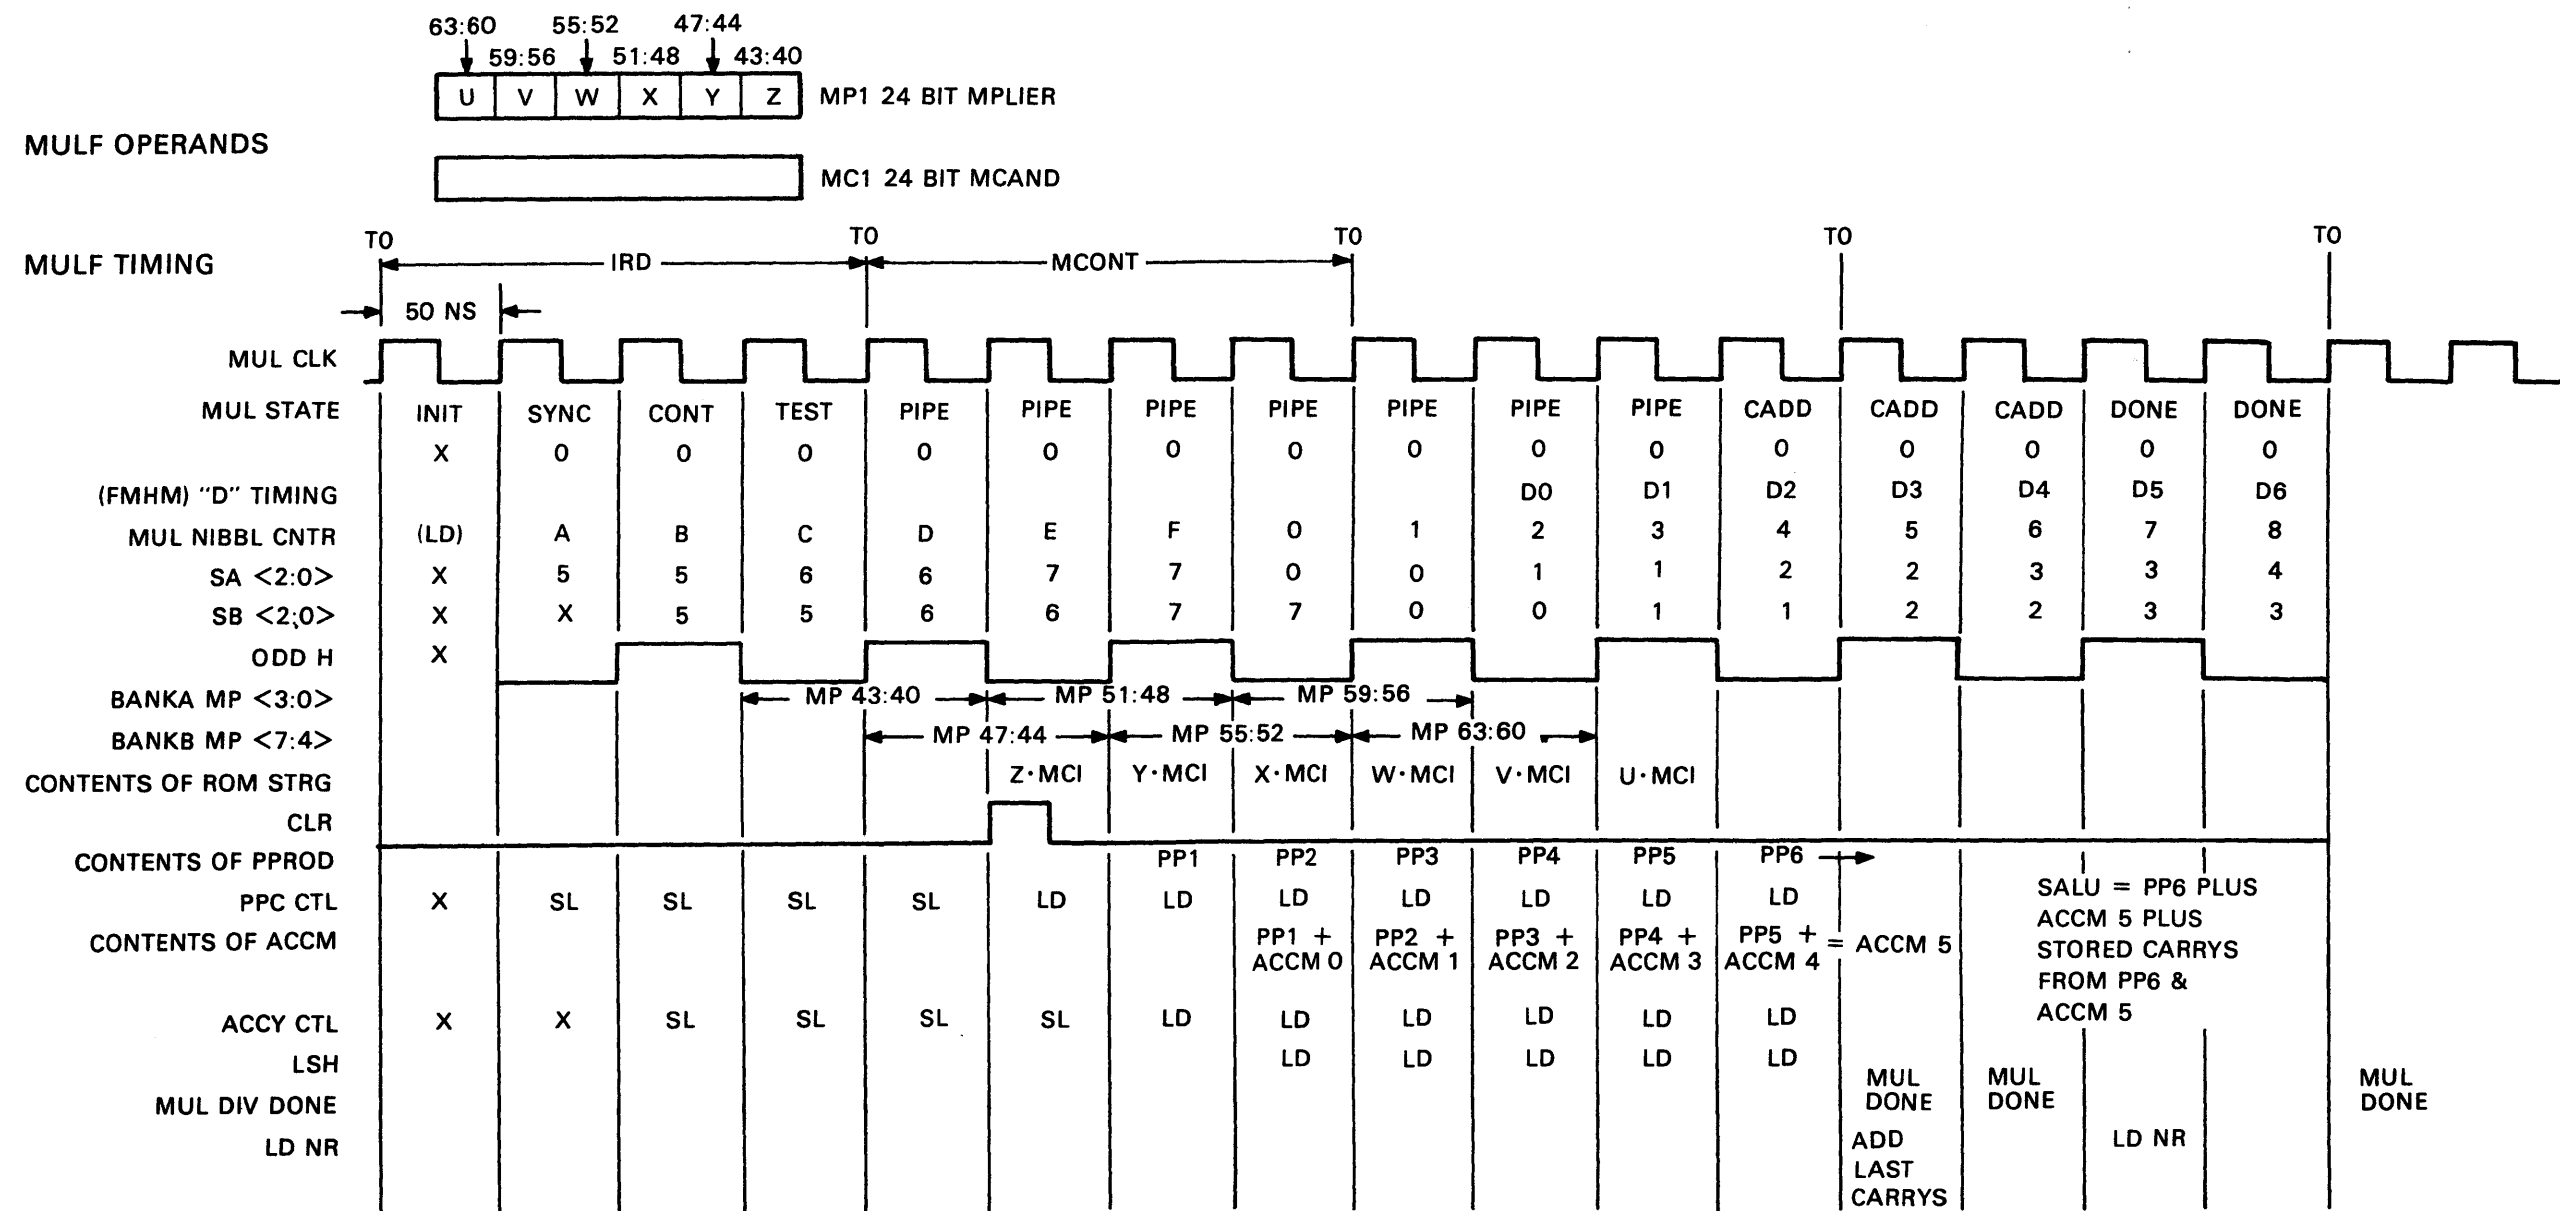 63:60 55:52 47:44
59:56 51:48 43:40
U V W X Y Z MP1 24 BIT MPLIER
MULF OPERANDS
MC1 24 BIT MCAND
TO TO TO TO TO
MULF TIMING IRD MCONT
50 NS
MUL CLK
MUL STATE INIT SYNC CONT TEST PIPE PIPE PIPE PIPE PIPE PIPE PIPE CADD CADD CADD DONE DONE
X 0 0 0 0 0 0 0 0 0 0 0 0 0 0 0
(FMHM) "D" TIMING D0 D1 D2 D3 D4 D5 D6
MUL NIBBL CNTR (LD) A B C D E F 0 1 2 3 4 5 6 7 8
SA <2:0> X 5 5 6 6 7 7 0 0 1 1 2 2 3 3 4
SB <2;0> X X 5 5 6 6 7 7 0 0 1 1 2 2 3 3
ODD H X
BANKA MP <3:0> MP 43:40 MP 51:48 MP 59:56
BANKB MP <7:4> MP 47:44 MP 55:52 MP 63:60
CONTENTS OF ROM STRG Z·MCI Y·MCI X·MCI W·MCI V·MCI U·MCI
CLR
CONTENTS OF PPROD PP1 PP2 PP3 PP4 PP5 PP6
PPC CTL X SL SL SL SL LD LD LD LD LD LD LD
CONTENTS OF ACCM PP1 + PP2 + PP3 + PP4 + PP5 + = ACCM 5
ACCM 0 ACCM 1 ACCM 2 ACCM 3 ACCM 4
SALU = PP6 PLUS
ACCM 5 PLUS
STORED CARRYS
FROM PP6 &
ACCM 5
ACCY CTL X X SL SL SL SL LD LD LD LD LD LD
LSH LD LD LD LD LD
MUL DIV DONE MUL DONE MUL DONE MUL DONE
LD NR ADD LD NR
LAST
CARRYS